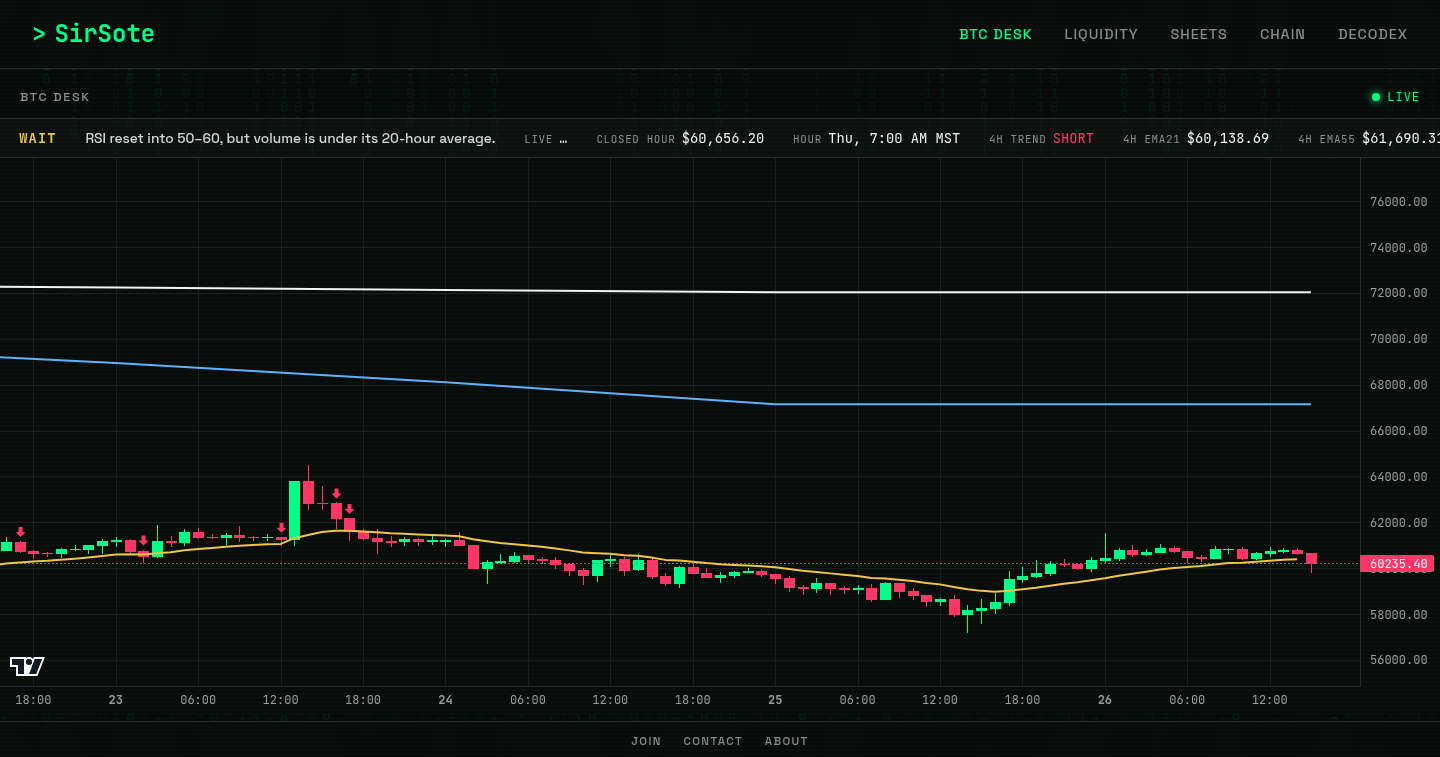 > SirSote
BTC DESK LIQUIDITY SHEETS CHAIN DECODEX
BTC DESK
LIVE
WAIT RSI reset into 50–60, but volume is under its 20-hour average. LIVE … CLOSED HOUR $60,656.20 HOUR Thu, 7:00 AM MST 4H TREND SHORT 4H EMA21 $60,138.69 4H EMA55 $61,690.31
76000.00
74000.00
72000.00
70000.00
68000.00
66000.00
64000.00
62000.00
60235.40
58000.00
56000.00
18:00 23 06:00 12:00 18:00 24 06:00 12:00 18:00 25 06:00 12:00 18:00 26 06:00 12:00
JOIN CONTACT ABOUT